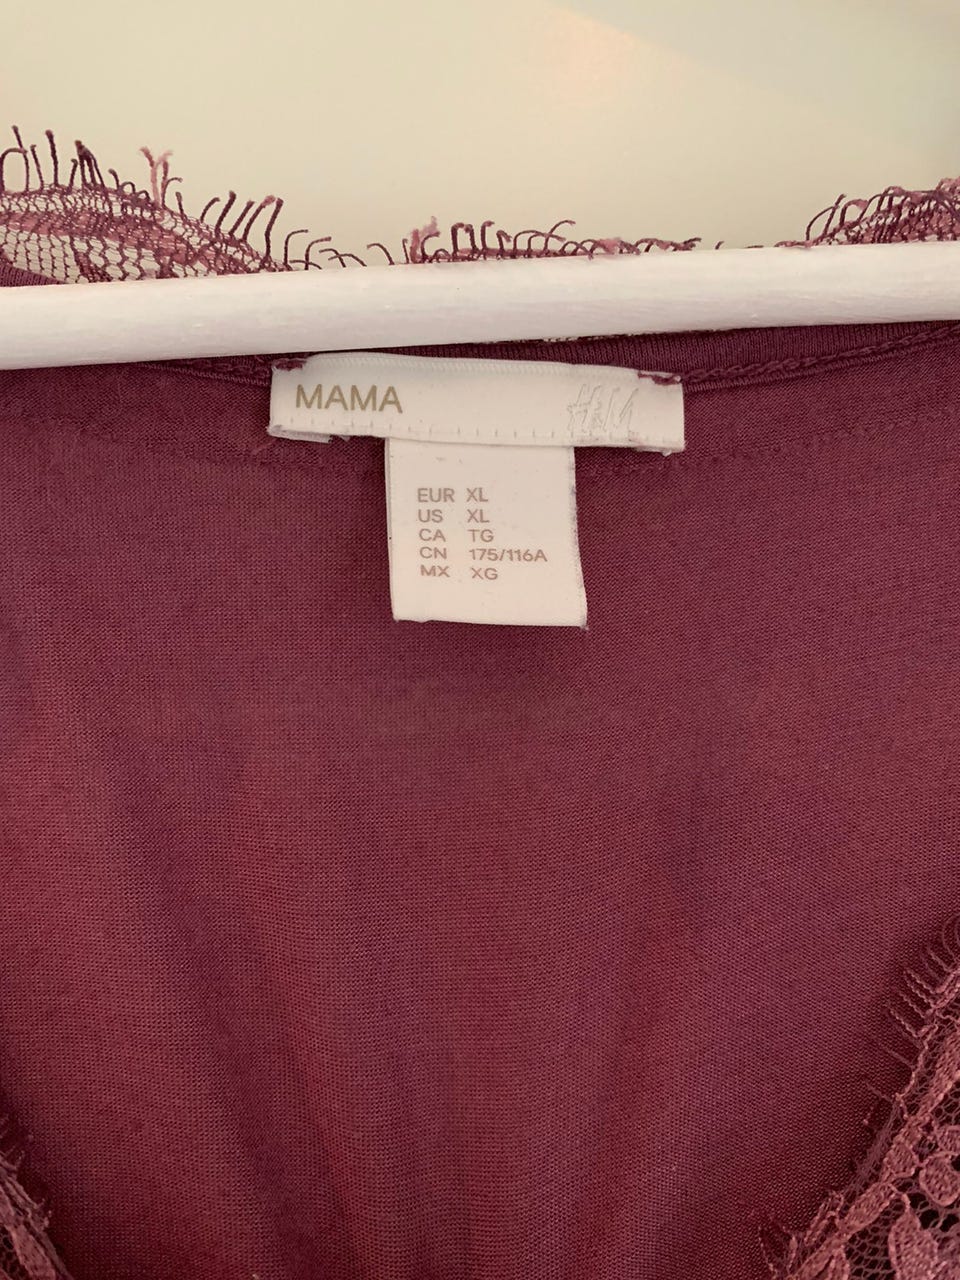 MAMA H&M
EUR XL
US XL
CA TG
CN 175/116A
MX XG